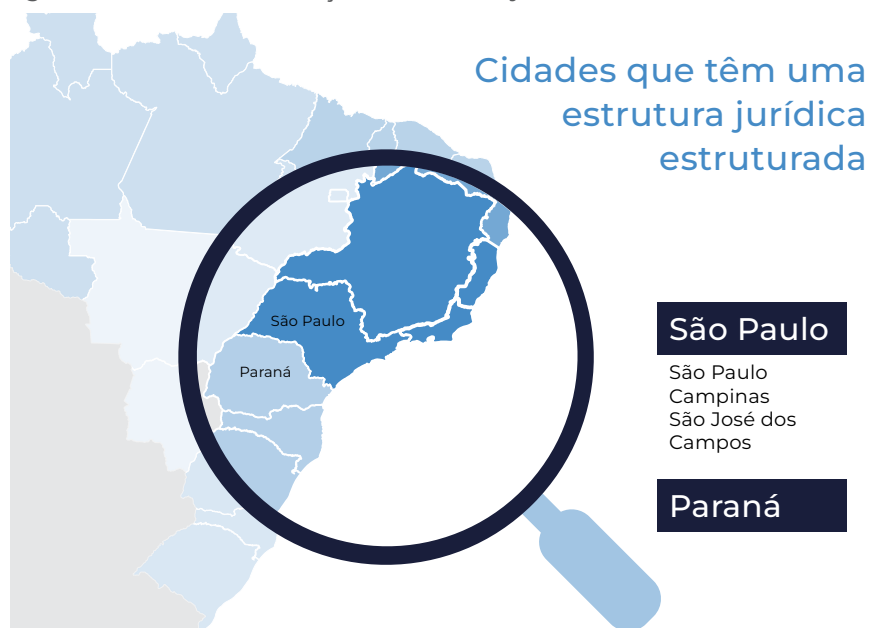 Cidades que têm uma
estrutura jurídica
estruturada
São Paulo
Paraná
São Paulo
São Paulo
Campinas
São José dos
Campos
Paraná